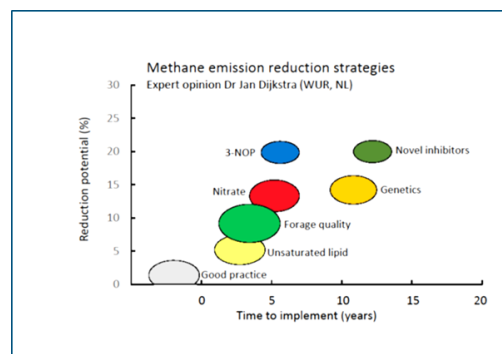 Methane emission reduction strategies
Expert opinion Dr Jan Dijkstra (WUR, NL)
Reduction potential (%)
30
25
20
15
10
5
0
3-NOP
Novel inhibitors
Nitrate
Genetics
Forage quality
Unsaturated lipid
Good practice
0 5 10 15 20
Time to implement (years)